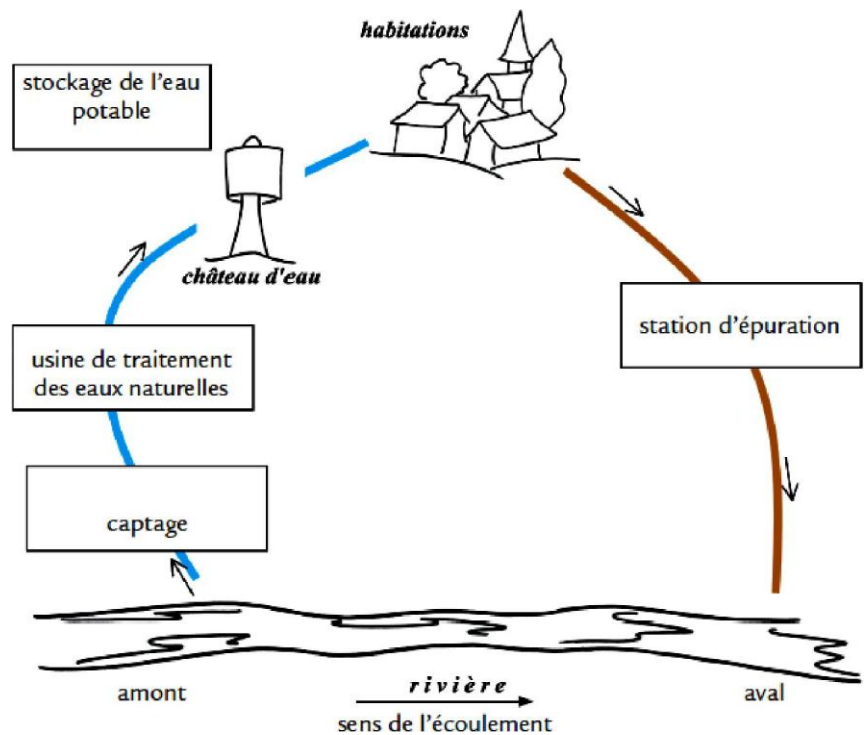 habitations
stockage de l'eau
potable
château d'eau
station d'épuration
usine de traitement
des eaux naturelles
captage
amont
rivière
aval
sens de l'écoulement